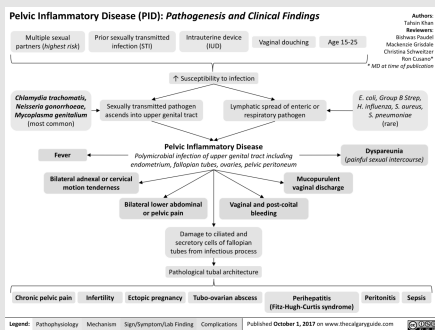 Pelvic Inflammatory Disease (PID): Pathogenesis and Clinical Findings
Authors:
Tahsin Khan
Reviewers:
Bishwas Paudel
Mackenzie Grisdale
Christina Schweitzer
Ron Cusano*
* MD at time of publication
Multiple sexual
partners (highest risk)
Prior sexually transmitted
infection (STI)
Intrauterine device
(IUD)
Vaginal douching
Age 15-25
↑ Susceptibility to infection
Chlamydia trachomatis,
Neisseria gonorrhoeae,
Mycoplasma genitalium
(most common)
Sexually transmitted pathogen
ascends into upper genital tract
Lymphatic spread of enteric or
respiratory pathogen
E. coli, Group B Strep,
H. influenza, S. aureus,
S. pneumoniae
(rare)
Pelvic Inflammatory Disease
Polymicrobial infection of upper genital tract including
endometrium, fallopian tubes, ovaries, pelvic peritoneum
Fever
Dyspareunia
(painful sexual intercourse)
Bilateral adnexal or cervical
motion tenderness
Mucopurulent
vaginal discharge
Bilateral lower abdominal
or pelvic pain
Vaginal and post-coital
bleeding
Damage to ciliated and
secretory cells of fallopian
tubes from infectious process
Pathological tubal architecture
Chronic pelvic pain
Infertility
Ectopic pregnancy
Tubo-ovarian abscess
Perihepatitis
(Fitz-Hugh-Curtis syndrome)
Peritonitis
Sepsis
Legend: Pathophysiology Mechanism Sign/Symptom/Lab Finding Complications
Published October 1, 2017 on www.thecalgaryguide.com